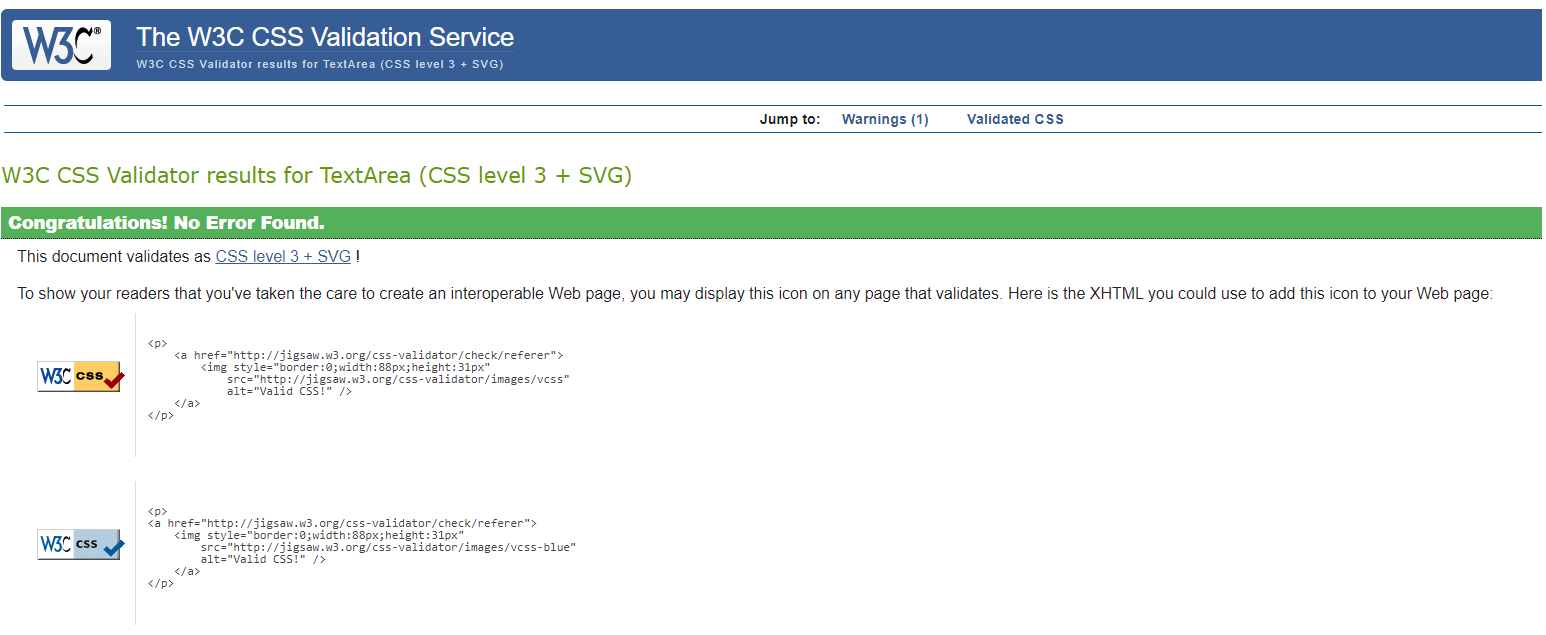 W3C®
The W3C CSS Validation Service
W3C CSS Validator results for TextArea (CSS level 3 + SVG)
Jump to: Warnings (1) Validated CSS
W3C CSS Validator results for TextArea (CSS level 3 + SVG)
Congratulations! No Error Found.
This document validates as CSS level 3 + SVG !
To show your readers that you've taken the care to create an interoperable Web page, you may display this icon on any page that validates. Here is the XHTML you could use to add this icon to your Web page:
W3C css
<p>
<a href="http://jigsaw.w3.org/css-validator/check/referer">
<img style="border:0;width:88px;height:31px"
src="http://jigsaw.w3.org/css-validator/images/vcss"
alt="Valid CSS!" />
</a>
</p>
W3C css
<p>
<a href="http://jigsaw.w3.org/css-validator/check/referer">
<img style="border:0;width:88px;height:31px"
src="http://jigsaw.w3.org/css-validator/images/vcss-blue"
alt="Valid CSS!" />
</a>
</p>